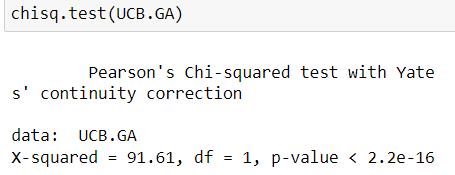 chisq.test(UCB.GA)
Pearson's Chi-squared test with Yate
s' continuity correction
data:  UCB.GA
X-squared = 91.61, df = 1, p-value < 2.2e-16